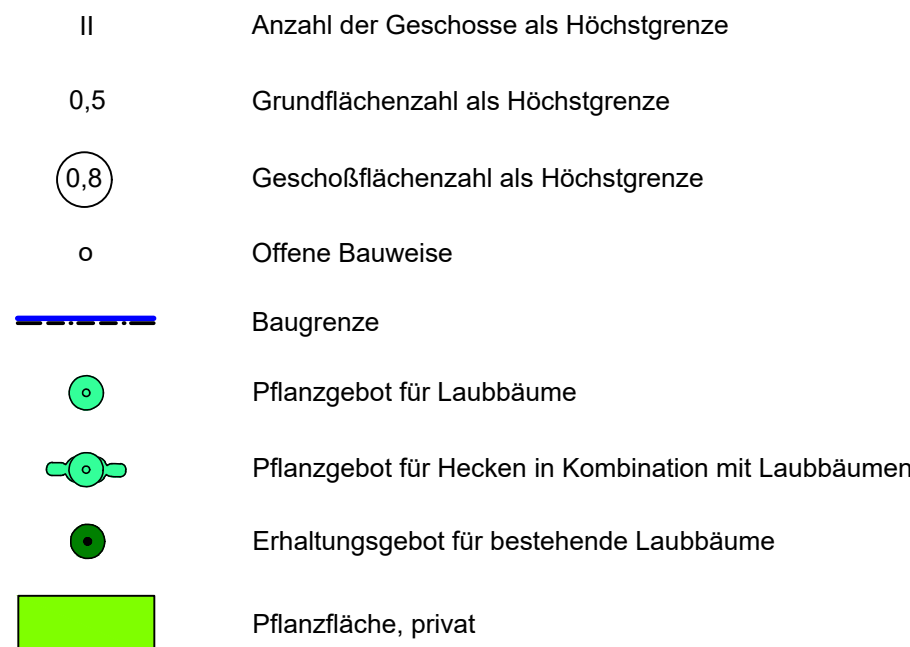 II Anzahl der Geschosse als Höchstgrenze
0,5 Grundflächenzahl als Höchstgrenze
0,8 Geschoßflächenzahl als Höchstgrenze
o Offene Bauweise
Baugrenze
Pflanzgebot für Laubbäume
Pflanzgebot für Hecken in Kombination mit Laubbäumen
Erhaltungsgebot für bestehende Laubbäume
Pflanzfläche, privat